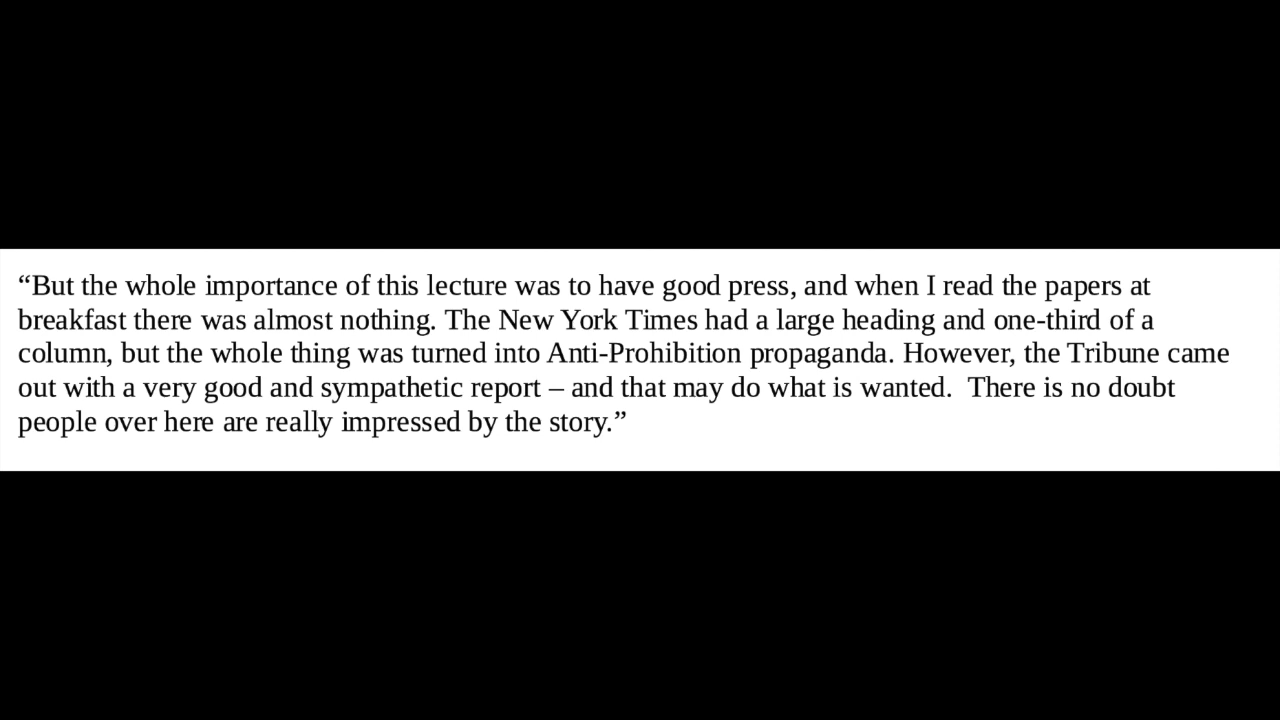 “But the whole importance of this lecture was to have good press, and when I read the papers at
breakfast there was almost nothing. The New York Times had a large heading and one-third of a
column, but the whole thing was turned into Anti-Prohibition propaganda. However, the Tribune came
out with a very good and sympathetic report – and that may do what is wanted.  There is no doubt
people over here are really impressed by the story.”